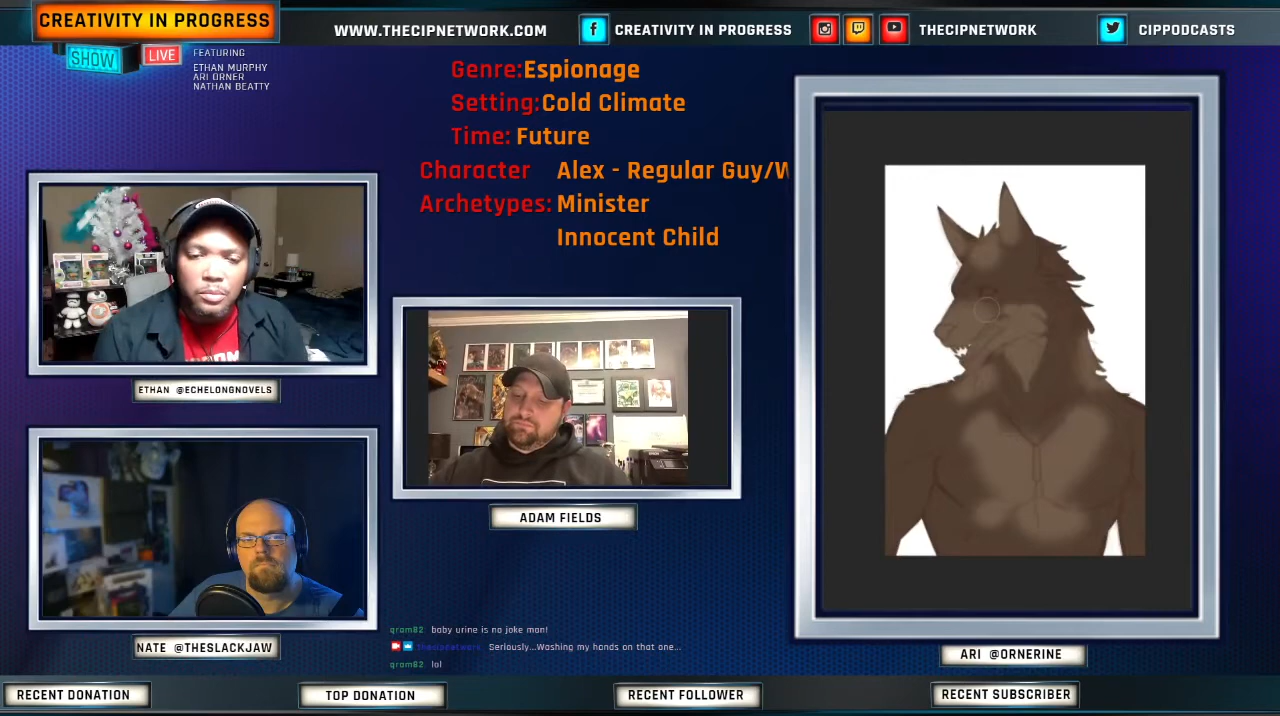 CREATIVITY IN PROGRESS
SHOW LIVE
FEATURING
ETHAN MURPHY
ARI ORNER
NATHAN BEATTY
WWW.THECIPNETWORK.COM
CREATIVITY IN PROGRESS
THECIPNETWORK
CIPPODCASTS
Genre:Espionage
Setting:Cold Climate
Time: Future
Character Alex - Regular Guy/W
Archetypes: Minister
Innocent Child
ETHAN @ECHELONGNOVELS
ADAM FIELDS
NATE @THESLACKJAW
qrom82 baby urine is no joke man!
thecipnetwork Seriously...Washing my hands on that one...
qrom82 lol
ARI @ORNERINE
RECENT DONATION
TOP DONATION
RECENT FOLLOWER
RECENT SUBSCRIBER